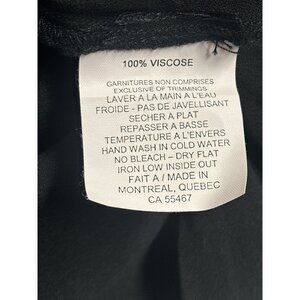 100% VISCOSE
GARNITURES NON COMPRISES
EXCLUSIVE OF TRIMMINGS
LAVER A LA MAIN A L'EAU
FROIDE - PAS DE JAVELLISANT
SECHER A PLAT
REPASSER A BASSE
TEMPERATURE A L'ENVERS
HAND WASH IN COLD WATER
NO BLEACH - DRY FLAT
IRON LOW INSIDE OUT
FAIT A / MADE IN
MONTREAL, QUEBEC
CA 55467